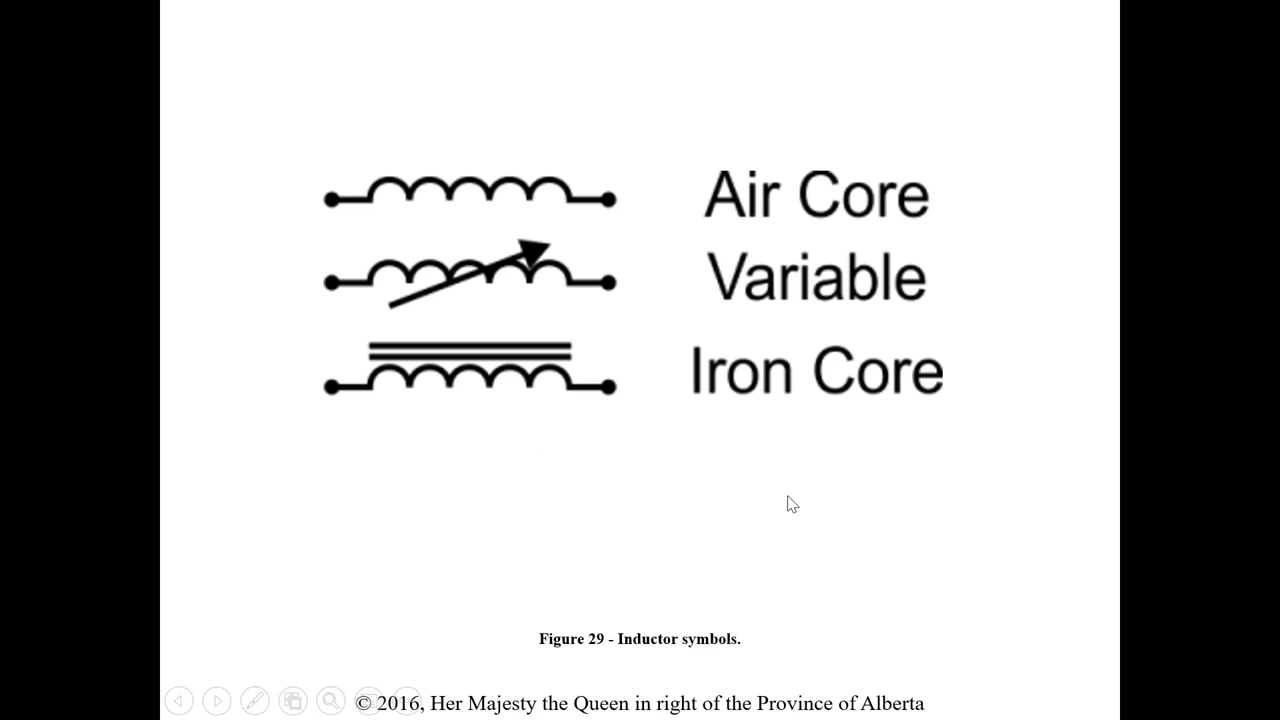 Air Core
Variable
Iron Core
Figure 29 - Inductor symbols.
© 2016, Her Majesty the Queen in right of the Province of Alberta